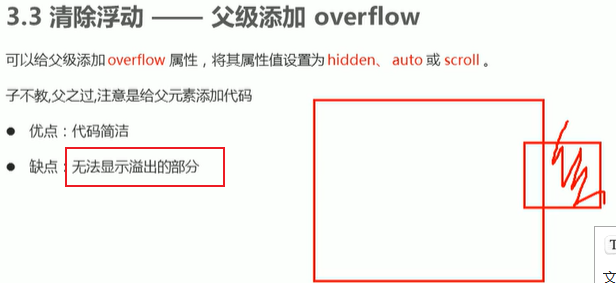 3.3 清除浮动 —— 父级添加 overflow
可以给父级添加 overflow 属性，将其属性值设置为 hidden、 auto 或 scroll 。
子不教,父之过,注意是给父元素添加代码
● 优点：代码简洁
● 缺点：无法显示溢出的部分
T
文